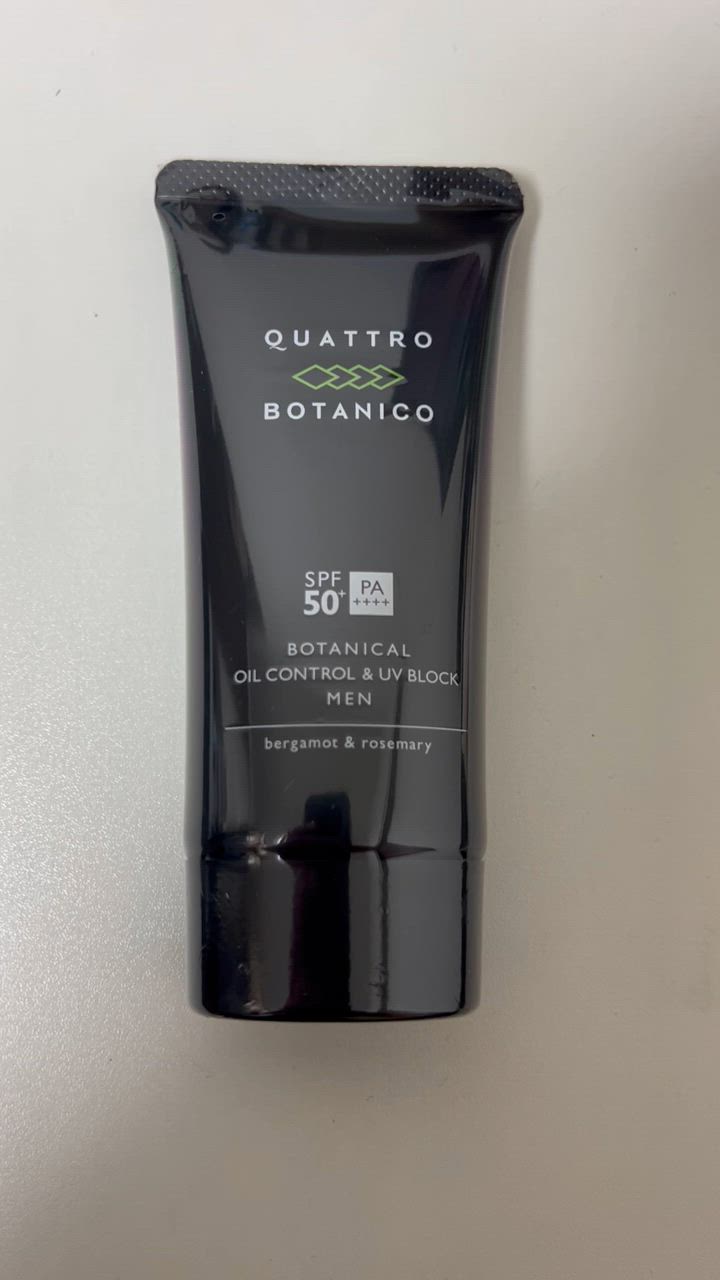 QUATTRO
BOTANICO
SPF
50+
PA
++++
BOTANICAL
OIL CONTROL & UV BLOCK
MEN
bergamot & rosemary